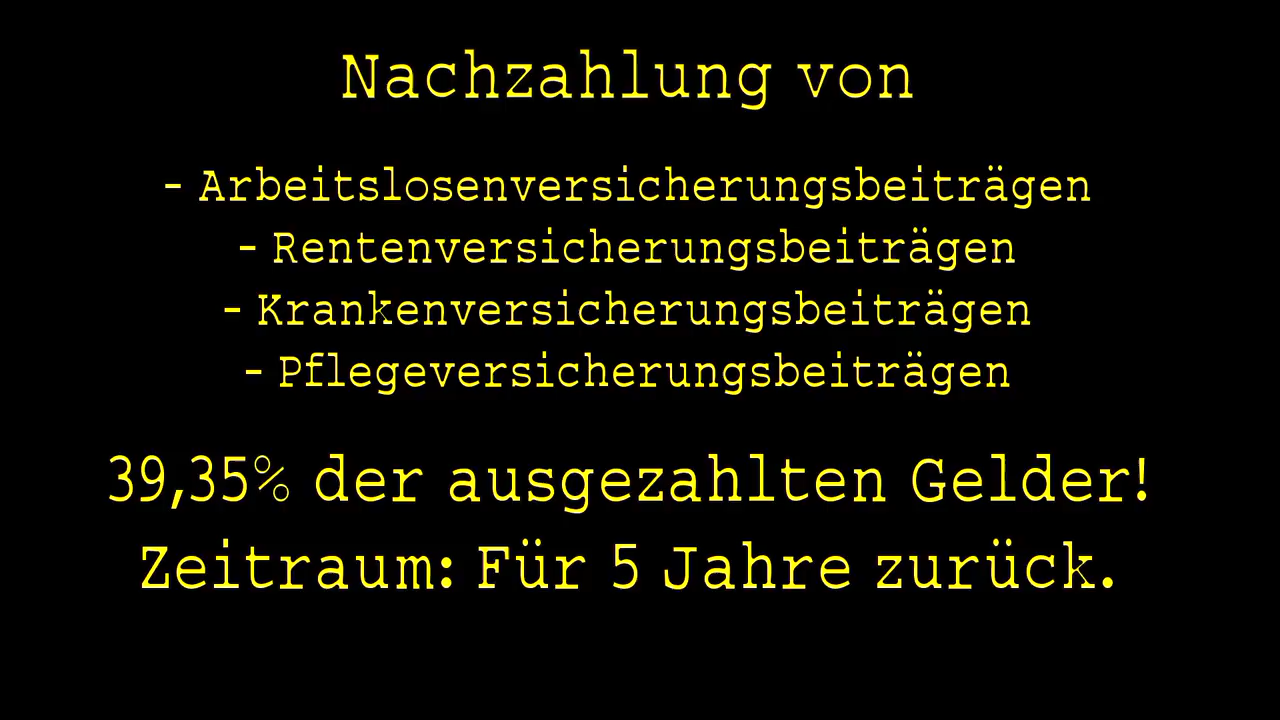 Nachzahlung von
- Arbeitslosenversicherungsbeiträgen
- Rentenversicherungsbeiträgen
- Krankenversicherungsbeiträgen
- Pflegeversicherungsbeiträgen
39,35% der ausgezahlten Gelder!
Zeitraum: Für 5 Jahre zurück.